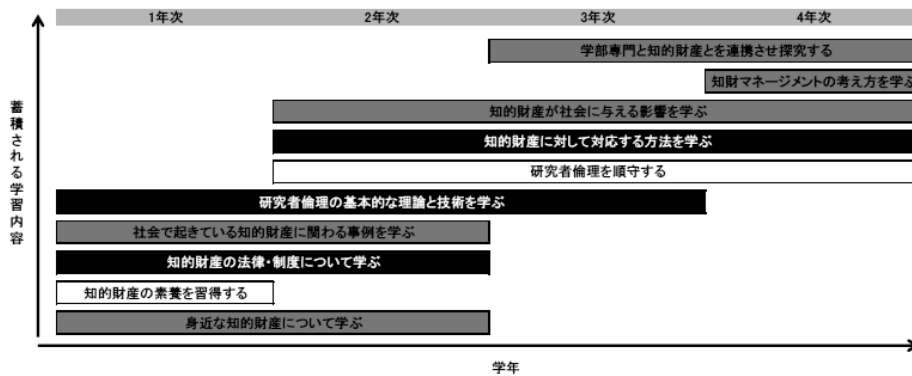 1年次 2年次 3年次 4年次
学部専門と知的財産とを連携させ探究する
知財マネージメントの考え方を学ぶ
知的財産が社会に与える影響を学ぶ
知的財産に対して対応する方法を学ぶ
研究者倫理を順守する
研究者倫理の基本的な理論と技術を学ぶ
社会で起きている知的財産に関わる事例を学ぶ
知的財産の法律・制度について学ぶ
知的財産の素養を習得する
身近な知的財産について学ぶ
蓄積される学習内容
学年